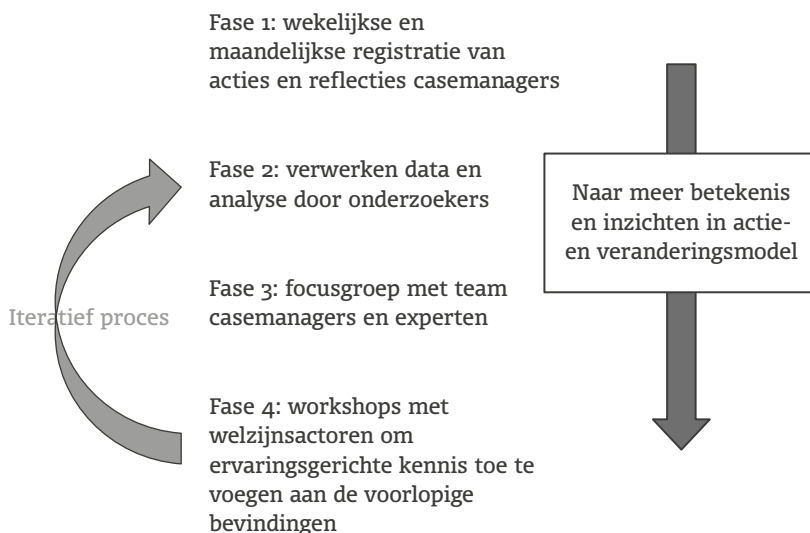 Fase 1: wekelijkse en
maandelijkse registratie van
acties en reflecties casemanagers
Fase 2: verwerken data en
analyse door onderzoekers
Naar meer betekenis
en inzichten in actie-
en veranderingsmodel
Fase 3: focusgroep met team
casemanagers en experten
Iteratief proces
Fase 4: workshops met
welzijnsactoren om
ervaringsgerichte kennis toe te
voegen aan de voorlopige
bevindingen